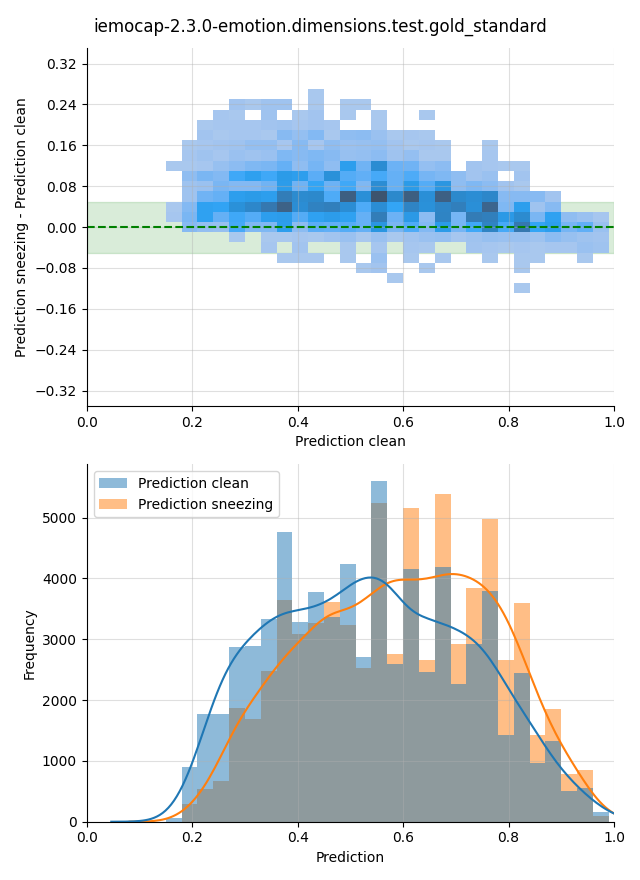 iemocap-2.3.0-emotion.dimensions.test.gold_standard
Prediction sneezing - Prediction clean
0.32
0.24
0.16
0.08
0.00
−0.08
−0.16
−0.24
−0.32
0.0 0.2 0.4 0.6 0.8 1.0
Prediction clean
Prediction clean
Prediction sneezing
Frequency
5000
4000
3000
2000
1000
0
0.0 0.2 0.4 0.6 0.8 1.0
Prediction